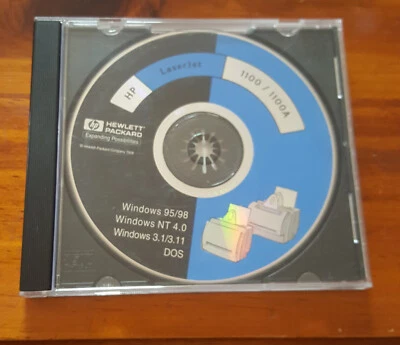 HP
LaserJet
1100 / 1100A
hp
HEWLETT
PACKARD
Expanding Possibilities
Windows 95/98
Windows NT 4.0
Windows 3.1/3.11
DOS